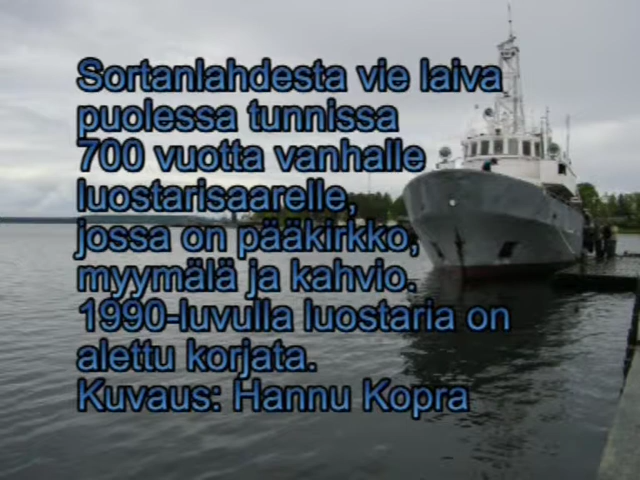 Sortanlahdesta vie laiva
puolessa tunnissa
700 vuotta vanhalle
luostarisaarelle,
jossa on pääkirkko,
myymälä ja kahvio.
1990-luvulla luostaria on
alettu korjata.
Kuvaus: Hannu Kopra